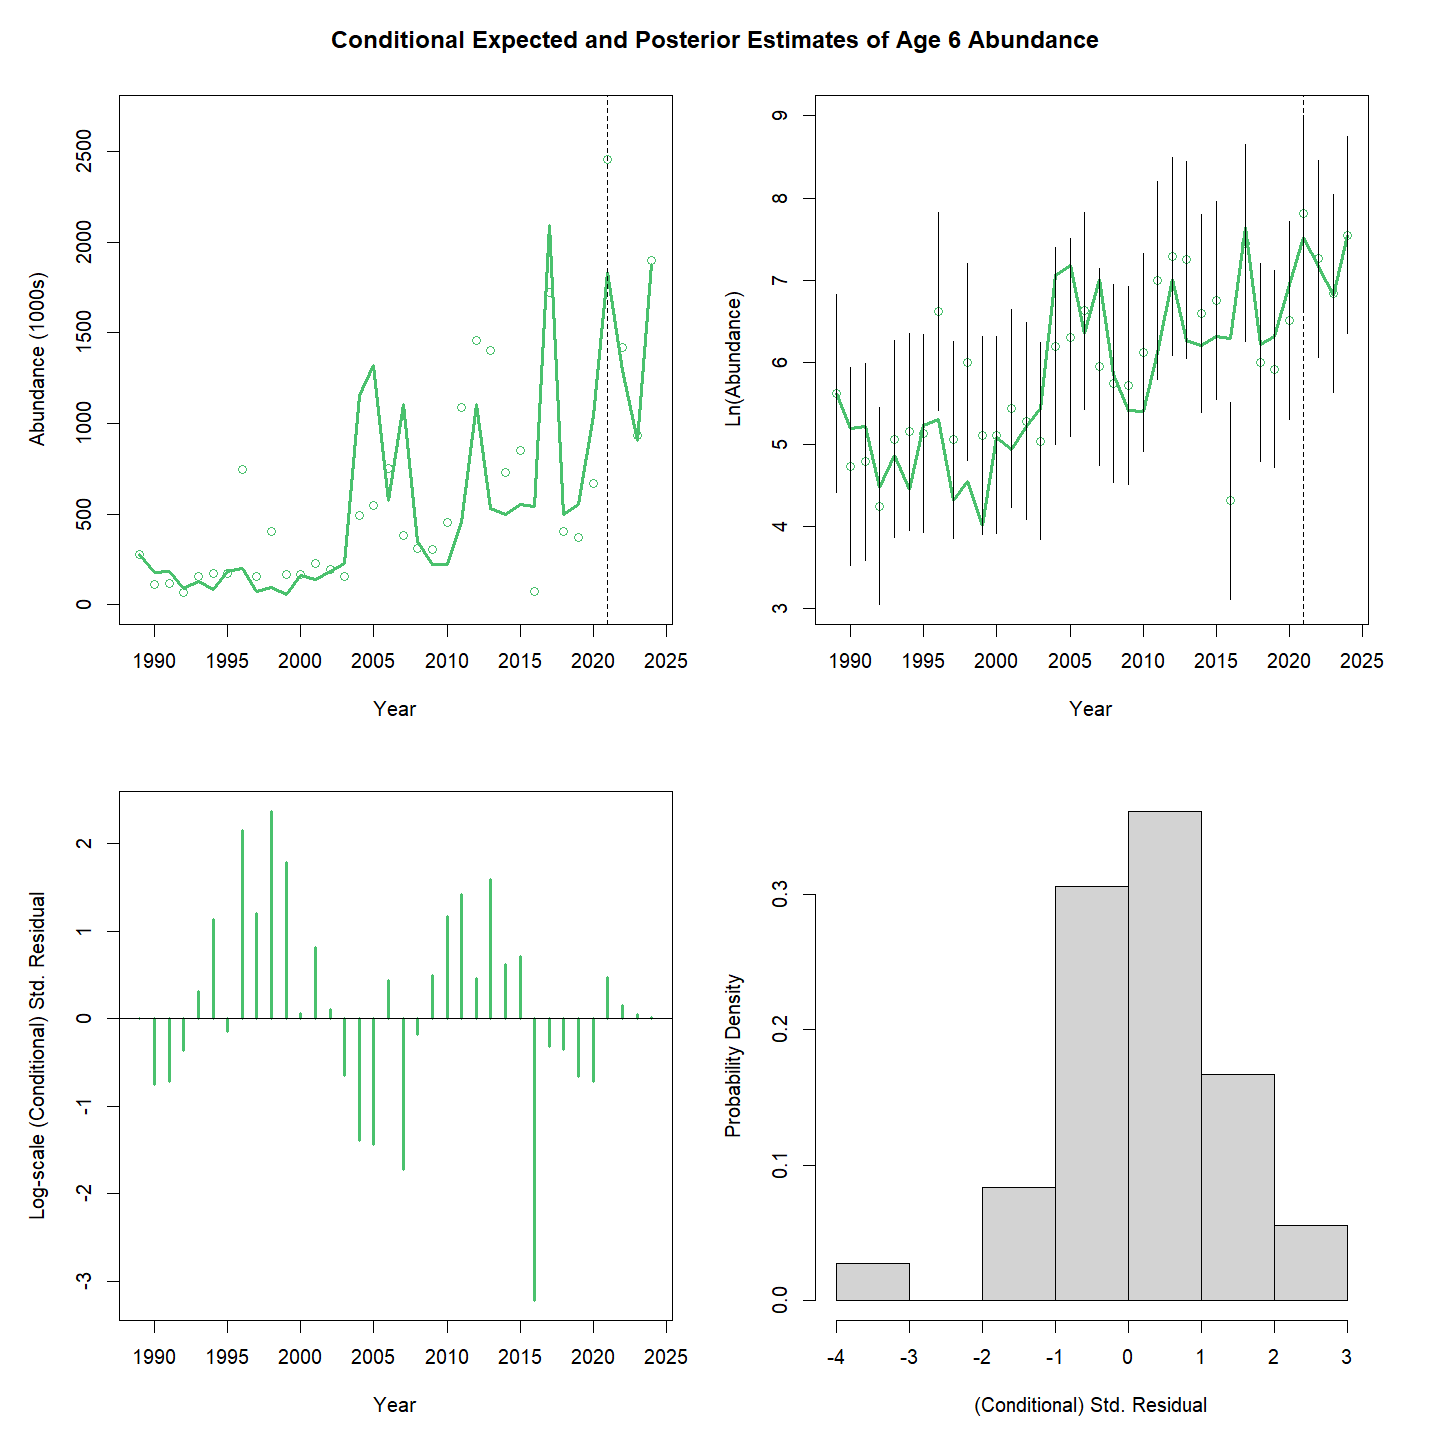 Conditional Expected and Posterior Estimates of Age 6 Abundance
Abundance (1000s)
2500
2000
1500
1000
500
0
1990 1995 2000 2005 2010 2015 2020 2025
Year
Ln(Abundance)
9
8
7
6
5
4
3
1990 1995 2000 2005 2010 2015 2020 2025
Year
Log-scale (Conditional) Std. Residual
2
1
0
-1
-2
-3
1990 1995 2000 2005 2010 2015 2020 2025
Year
Probability Density
0.3
0.2
0.1
0.0
-4 -3 -2 -1 0 1 2 3
(Conditional) Std. Residual